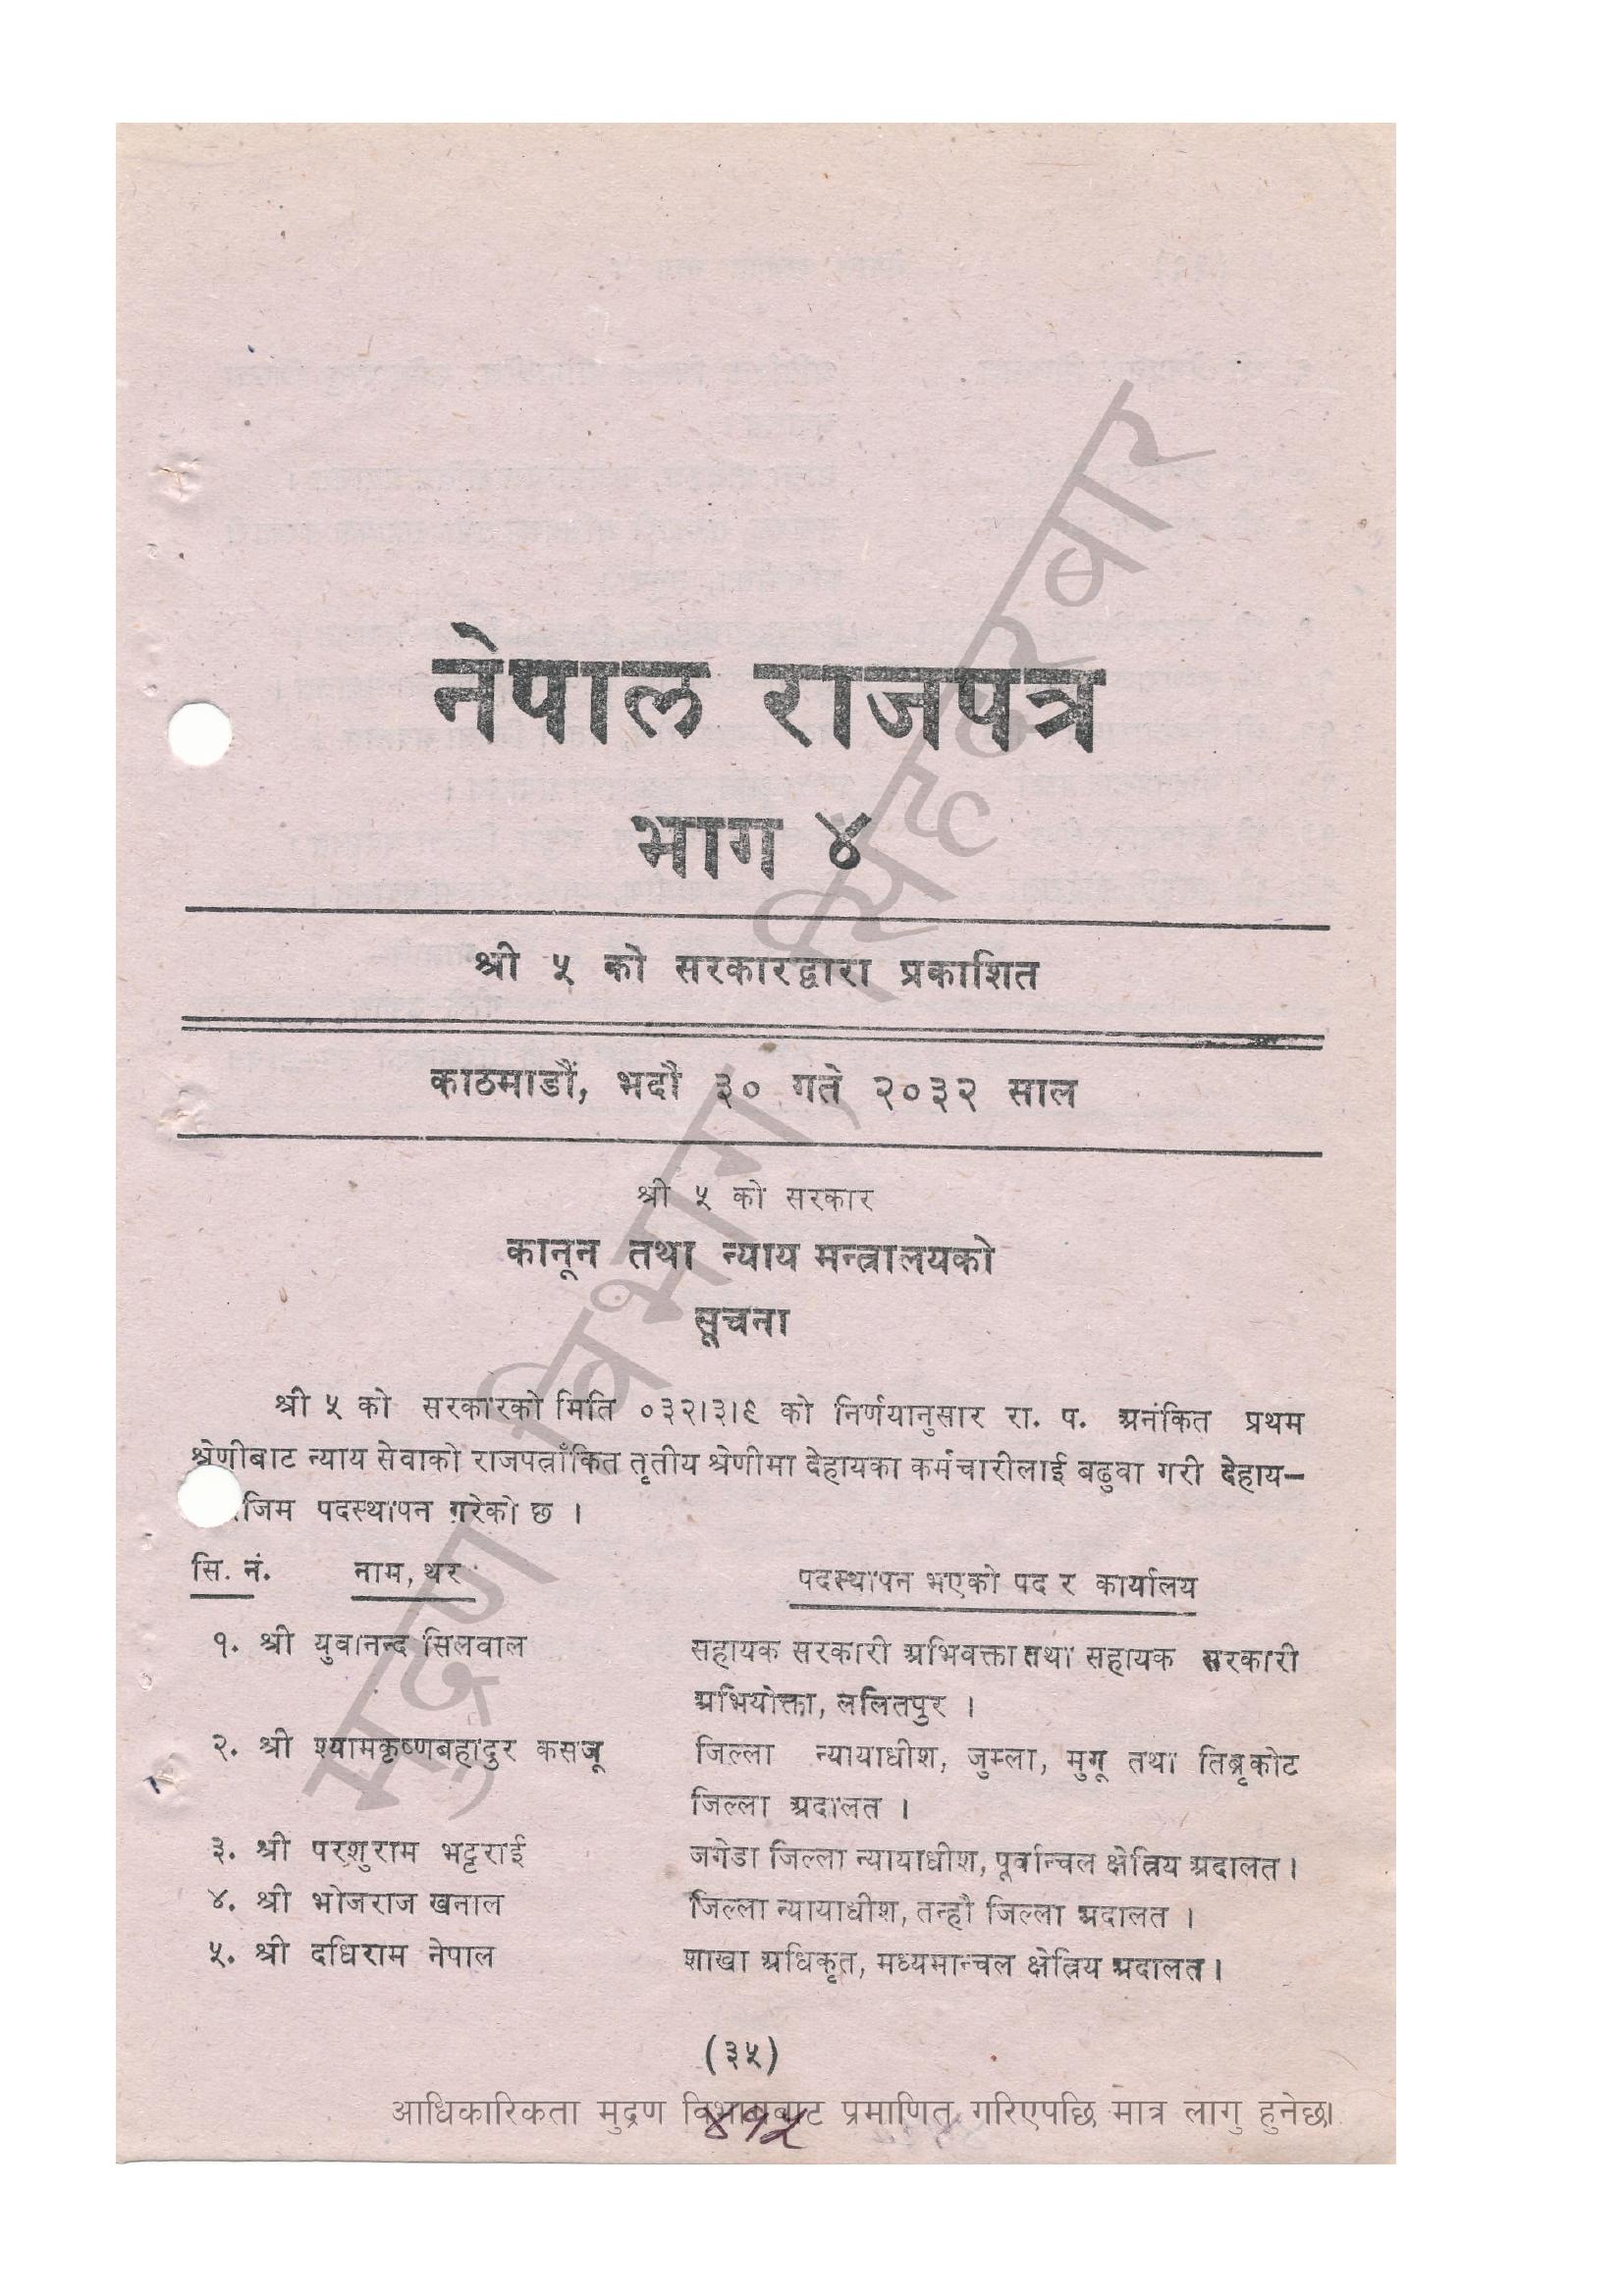 नेपाल राजपत्र
भाग ४
श्री ५ को सरकारद्वारा प्रकाशित
काठमाडौं, भदौ ३० गते २०३२ साल
श्री ५ को सरकार
कानून तथा न्याय मन्त्रालयको
सूचना
श्री ५ को सरकारको मिति ०३२।३।९ को निर्णयानुसार रा. प. अनंकित प्रथम
श्रेणीबाट न्याय सेवाको राजपत्राँकित तृतीय श्रेणीमा देहायका कर्मचारीलाई बढुवा गरी देहाय–
जिम पदस्थापन गरेको छ ।
सि. नं. नाम, थर पदस्थापन भएको पद र कार्यालय
१. श्री युवानन्द सिलवाल सहायक सरकारी अभिवक्ता तथा सहायक सरकारी
अभियोक्ता, ललितपुर ।
२. श्री श्यामकृष्णबहादुर कसजू जिल्ला न्यायाधीश, जुम्ला, मुगू तथा तिब्रृकोट
जिल्ला अदालत ।
३. श्री परशुराम भट्टराई जगेडा जिल्ला न्यायाधीश, पूर्वान्चल क्षेत्रिय अदालत ।
४. श्री भोजराज खनाल जिल्ला न्यायाधीश, तन्हौ जिल्ला अदालत ।
५. श्री दधिराम नेपाल शाखा अधिकृत, मध्यमान्चल क्षेत्रिय अदालत ।
(३५)
आधिकारिकता मुद्रण विभागबाट प्रमाणित गरिएपछि मात्र लागु हुनेछ।
४१५
मुद्रण विभाग, सिंहदरबार